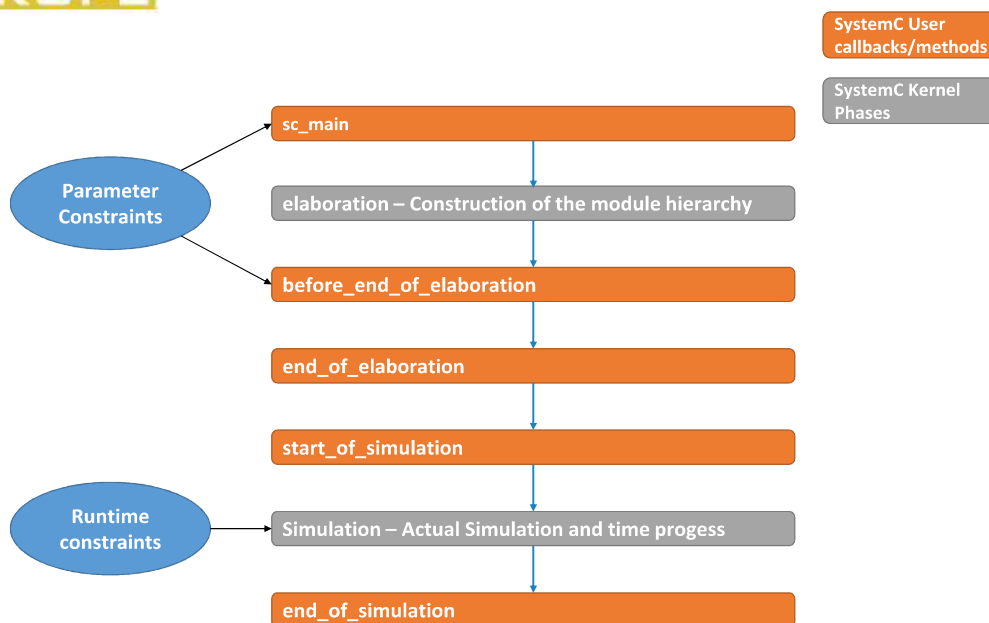 SystemC User
callbacks/methods
SystemC Kernel
Phases
sc_main
Parameter
Constraints
elaboration – Construction of the module hierarchy
before_end_of_elaboration
end_of_elaboration
start_of_simulation
Runtime
constraints
Simulation – Actual Simulation and time progess
end_of_simulation